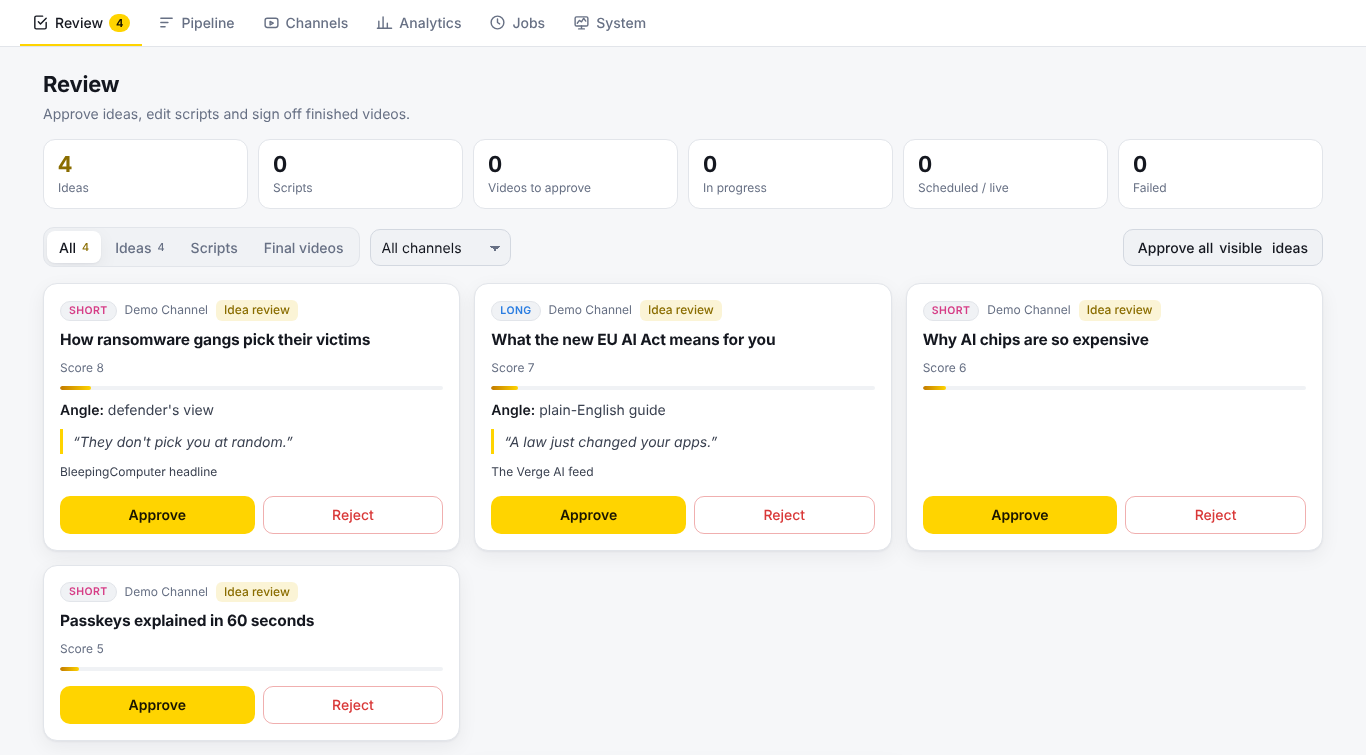 Review 4 Pipeline Channels Analytics Jobs System
Review
Approve ideas, edit scripts and sign off finished videos.
4 0 0 0 0 0
Ideas Scripts Videos to approve In progress Scheduled / live Failed
All 4 Ideas 4 Scripts Final videos All channels Approve all visible ideas
SHORT Demo Channel Idea review
How ransomware gangs pick their victims
Score 8
Angle: defender's view
“They don't pick you at random.”
BleepingComputer headline
Approve Reject
LONG Demo Channel Idea review
What the new EU AI Act means for you
Score 7
Angle: plain-English guide
“A law just changed your apps.”
The Verge AI feed
Approve Reject
SHORT Demo Channel Idea review
Why AI chips are so expensive
Score 6
Approve Reject
SHORT Demo Channel Idea review
Passkeys explained in 60 seconds
Score 5
Approve Reject